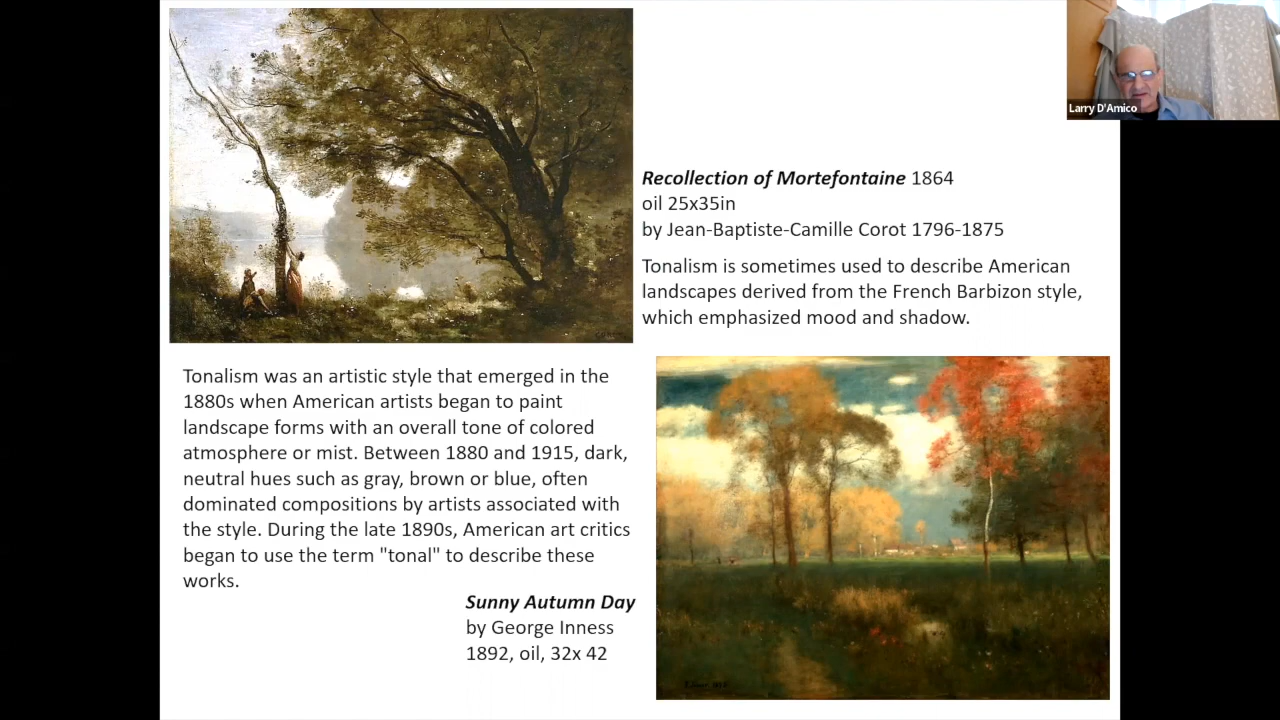 Larry D'Amico
Recollection of Mortefontaine 1864
oil 25x35in
by Jean-Baptiste-Camille Corot 1796-1875
Tonalism is sometimes used to describe American
landscapes derived from the French Barbizon style,
which emphasized mood and shadow.
Tonalism was an artistic style that emerged in the
1880s when American artists began to paint
landscape forms with an overall tone of colored
atmosphere or mist. Between 1880 and 1915, dark,
neutral hues such as gray, brown or blue, often
dominated compositions by artists associated with
the style. During the late 1890s, American art critics
began to use the term "tonal" to describe these
works.
Sunny Autumn Day
by George Inness
1892, oil, 32x 42